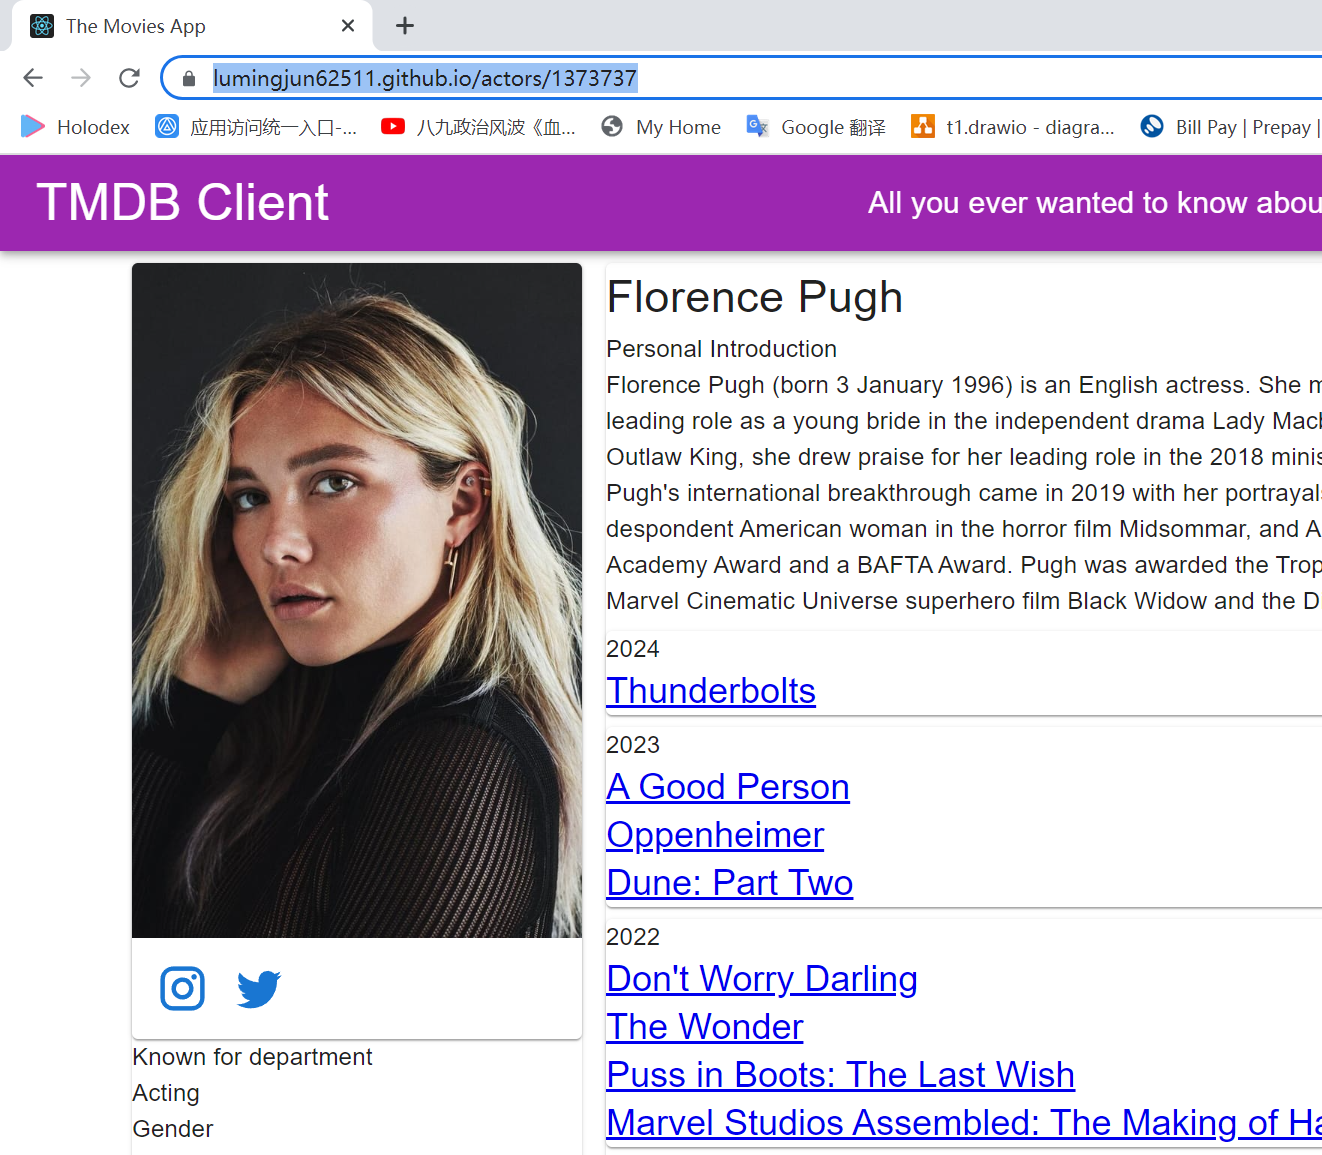 The Movies App
lumingjun62511.github.io/actors/1373737
Holodex
应用访问统一入口-...
八九政治风波《血...
My Home
Google 翻译
t1.drawio - diagra...
Bill Pay | Prepay |
TMDB Client
All you ever wanted to know abou
Florence Pugh
Personal Introduction
Florence Pugh (born 3 January 1996) is an English actress. She m
leading role as a young bride in the independent drama Lady Macb
Outlaw King, she drew praise for her leading role in the 2018 minis
Pugh's international breakthrough came in 2019 with her portrayals
despondent American woman in the horror film Midsommar, and A
Academy Award and a BAFTA Award. Pugh was awarded the Trop
Marvel Cinematic Universe superhero film Black Widow and the D
2024
Thunderbolts
2023
A Good Person
Oppenheimer
Dune: Part Two
2022
Don't Worry Darling
The Wonder
Puss in Boots: The Last Wish
Marvel Studios Assembled: The Making of Ha
Known for department
Acting
Gender